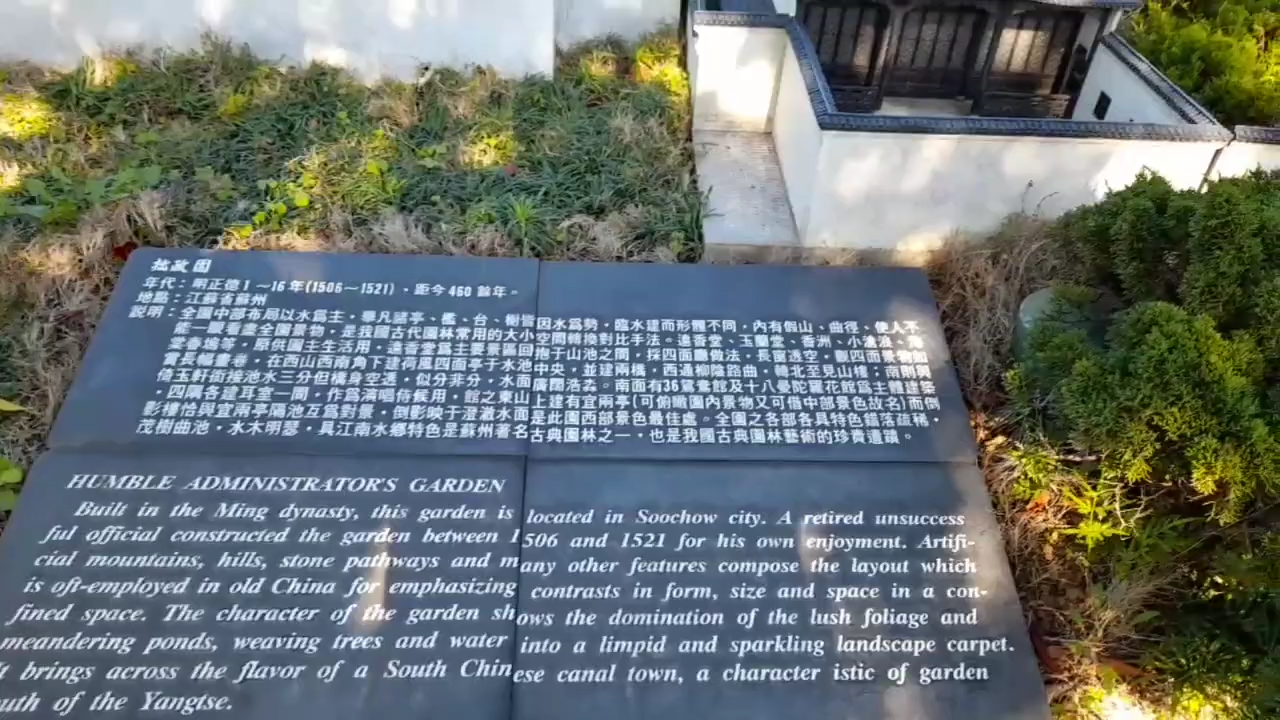 拙政園
年代：明正德1～16年(1506～1521)，距今460餘年。
地點：江蘇省蘇州
說明：全園中部布局以水爲主，舉凡諸亭、檻、台、榭皆因水爲勢，臨水建而形體不同，內有假山、曲徑、使人不
能一眼看盡全園景物，是我國古代園林常用的大小空間轉換對比手法。遠香堂、玉蘭堂、香洲、小滄浪、海
棠春塢等，原供園主生活用，遠香堂爲主要景區回抱于山池之間，採四面廳做法，長窗透空，觀四面景物如
賞長幅畫卷，在西山西南角下建荷風四面亭于水池中央，並建兩橋，西通柳陰路曲，轉北至見山樓；南則與
倚玉軒銜接池水三分但橋身空透，似分非分，水面廣闊浩淼。南面有36鴛鴦館及十八曼陀羅花館爲主體建築
，四隅各建耳室一間，作爲演唱侍候用，館之東山上建有宜兩亭(可俯瞰園內景物又可借中部景色故名)而倒
影樓恰與宜兩亭隔池互爲對景，倒影映于澄澈水面是此園西部景色最佳處。全園之各部各具特色錯落疏稀，
茂樹曲池，水木明瑟，具江南水鄉特色是蘇州著名古典園林之一，也是我國古典園林藝術的珍貴遺蹟。
HUMBLE ADMINISTRATOR'S GARDEN
Built in the Ming dynasty, this garden is located in Soochow city. A retired unsuccess
ful official constructed the garden between 1506 and 1521 for his own enjoyment. Artifi-
cial mountains, hills, stone pathways and many other features compose the layout which
is oft-employed in old China for emphasizing contrasts in form, size and space in a con-
fined space. The character of the garden shows the domination of the lush foliage and
meandering ponds, weaving trees and water into a limpid and sparkling landscape carpet.
t brings across the flavor of a South Chinese canal town, a character istic of garden
uth of the Yangtse.